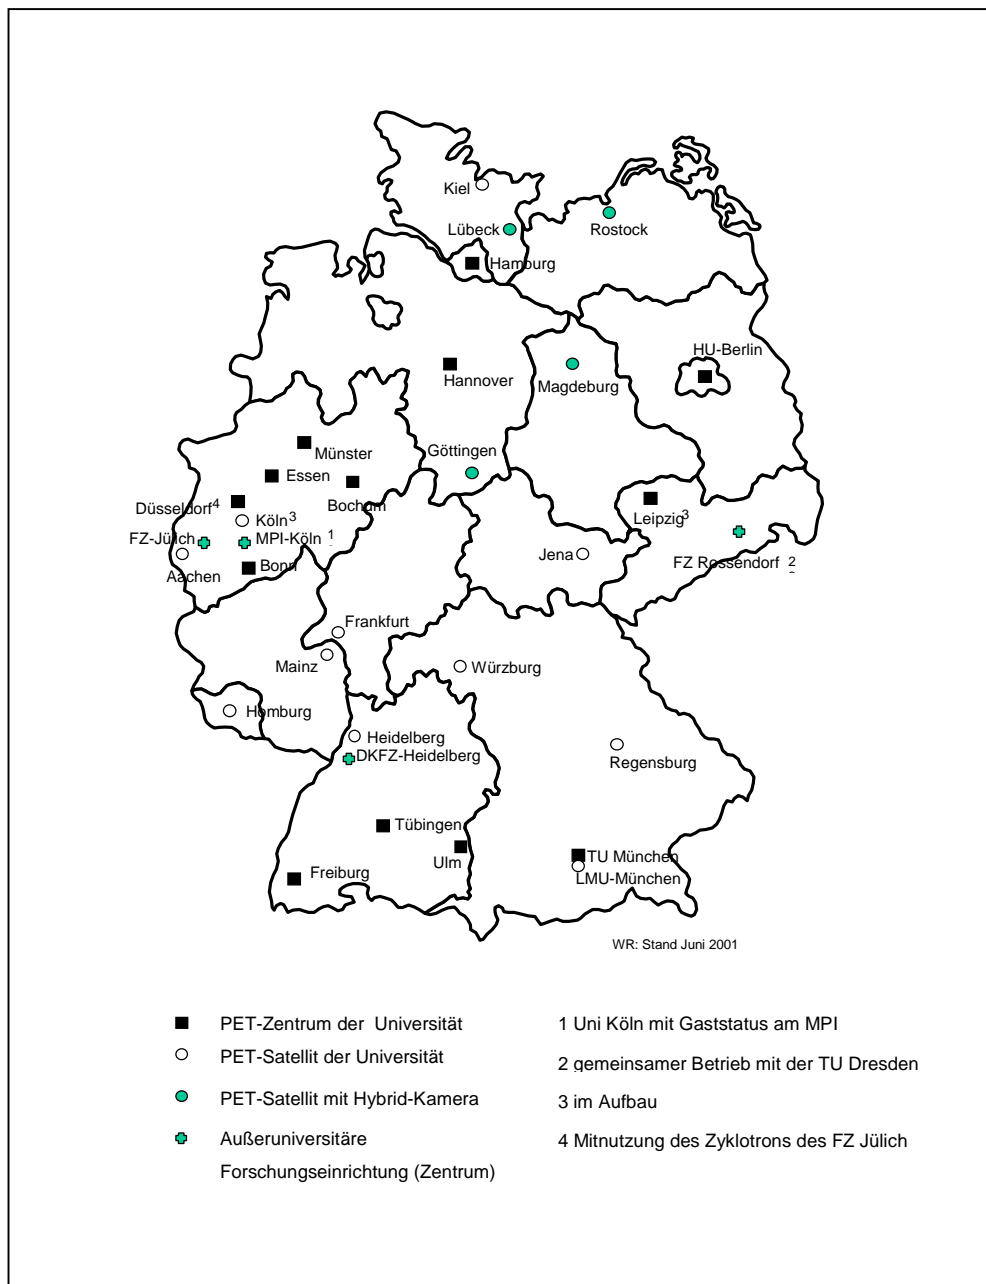 Kiel
Lübeck
Rostock
Hamburg
HU-Berlin
Hannover
Magdeburg
Münster
Göttingen
Essen
Bochum
Düsseldorf4
Leipzig3
Köln3
FZ-Jülich
MPI-Köln 1
Jena
FZ Rossendorf 2
Aachen
Bonn
Frankfurt
Mainz
Würzburg
Homburg
Heidelberg
DKFZ-Heidelberg
Regensburg
Tübingen
Ulm
TU München
Freiburg
LMU-München
WR: Stand Juni 2001
PET-Zentrum der Universität
PET-Satellit der Universität
PET-Satellit mit Hybrid-Kamera
Außeruniversitäre
Forschungseinrichtung (Zentrum)
1 Uni Köln mit Gaststatus am MPI
2 gemeinsamer Betrieb mit der TU Dresden
3 im Aufbau
4 Mitnutzung des Zyklotrons des FZ Jülich